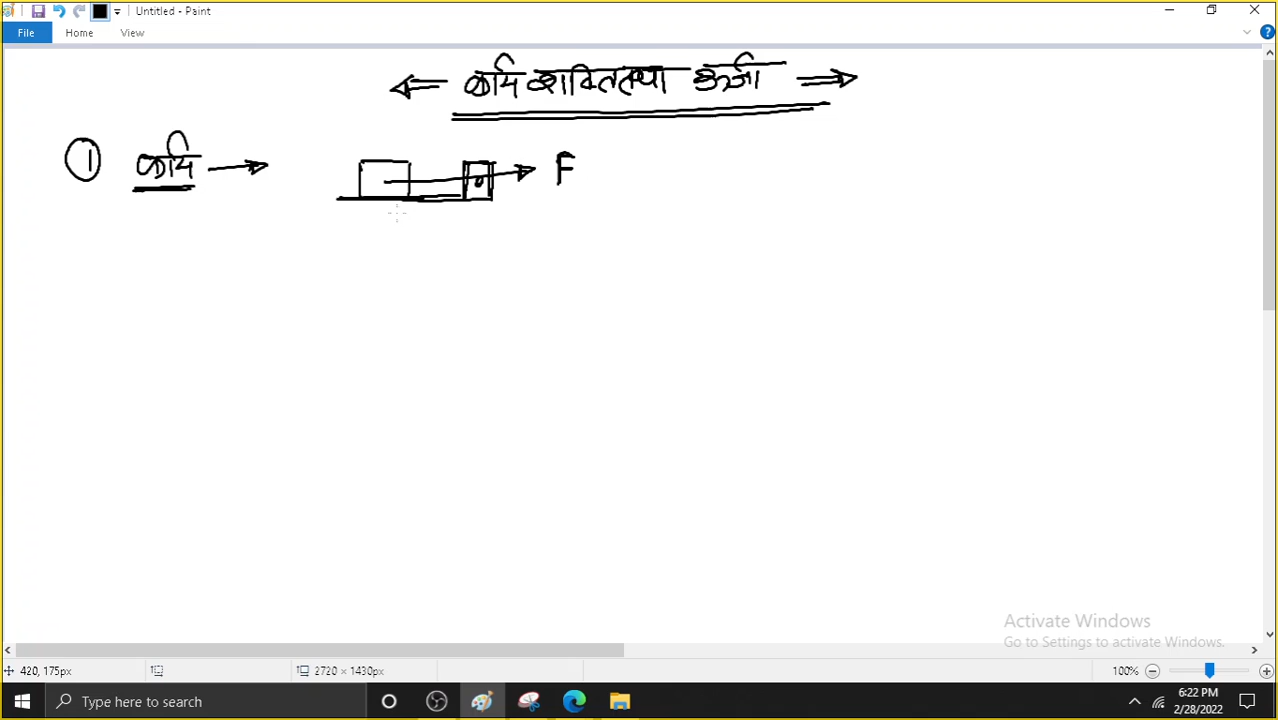 Untitled - Paint
File Home View
कार्य शक्ति तथा ऊर्जा
1 कार्य
F
Activate Windows
Go to Settings to activate Windows.
420, 175px
2720 × 1430px
100%
Type here to search
6:22 PM
2/28/2022